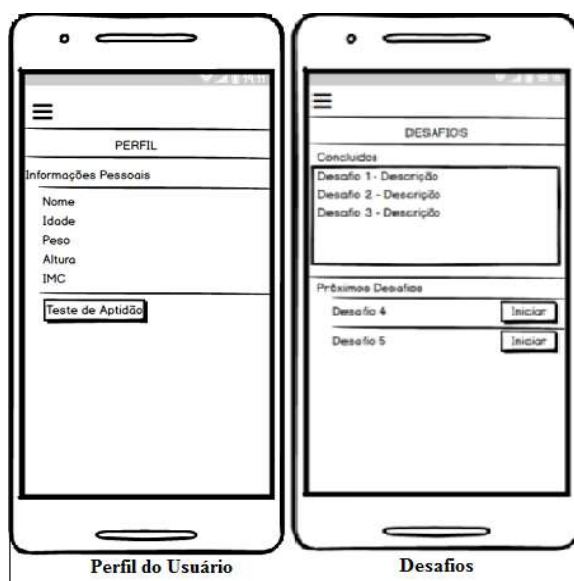 PERFIL
Informações Pessoais
Nome
Idade
Peso
Altura
IMC
Teste de Aptidão
Perfil do Usuário
DESAFIOS
Concluidos
Desafio 1 - Descrição
Desafio 2 - Descrição
Desafio 3 - Descrição
Próximos Desafios
Desafio 4 Iniciar
Desafio 5 Iniciar
Desafios